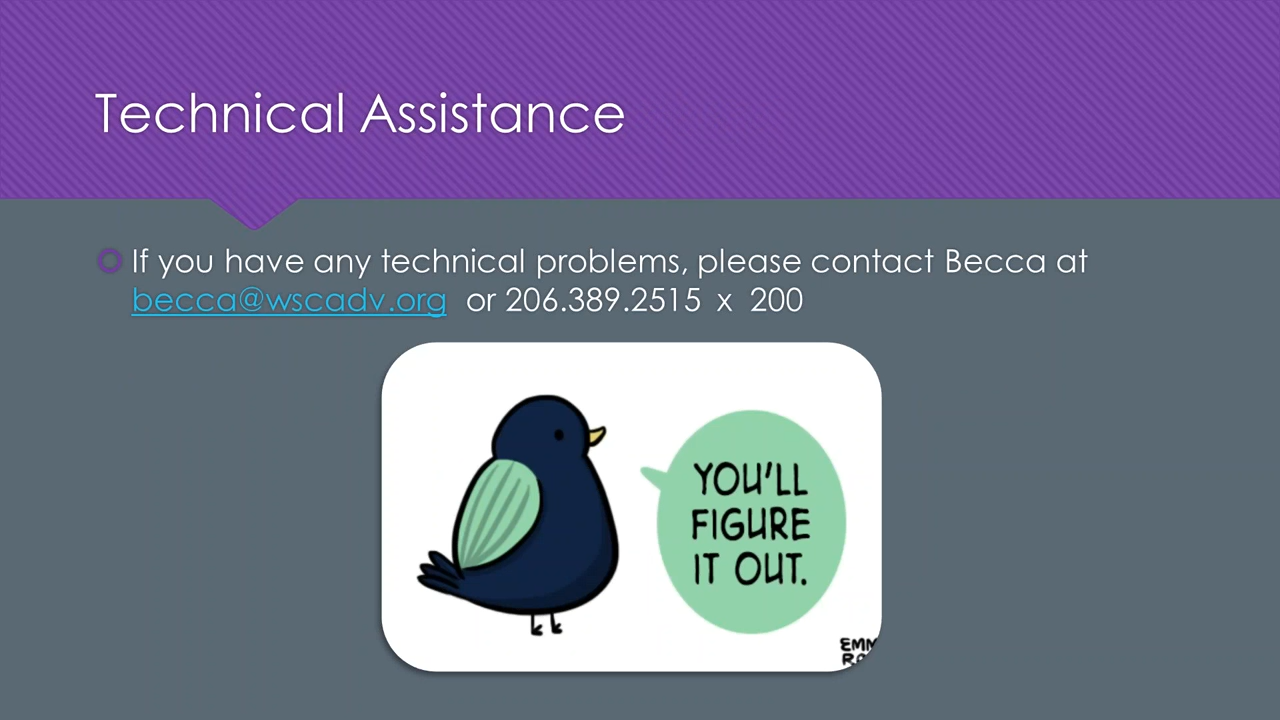 Technical Assistance
If you have any technical problems, please contact Becca at
becca@wscadv.org or 206.389.2515 x 200
YOU'LL
FIGURE
IT OUT.